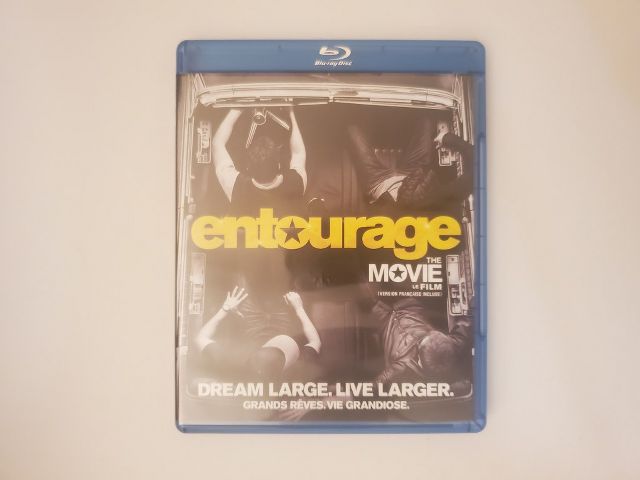 Blu-ray Disc
entourage
THE
MOVIE
LE FILM
(VERSION FRANÇAISE INCLUSE)
DREAM LARGE. LIVE LARGER.
GRANDS RÊVES. VIE GRANDIOSE.